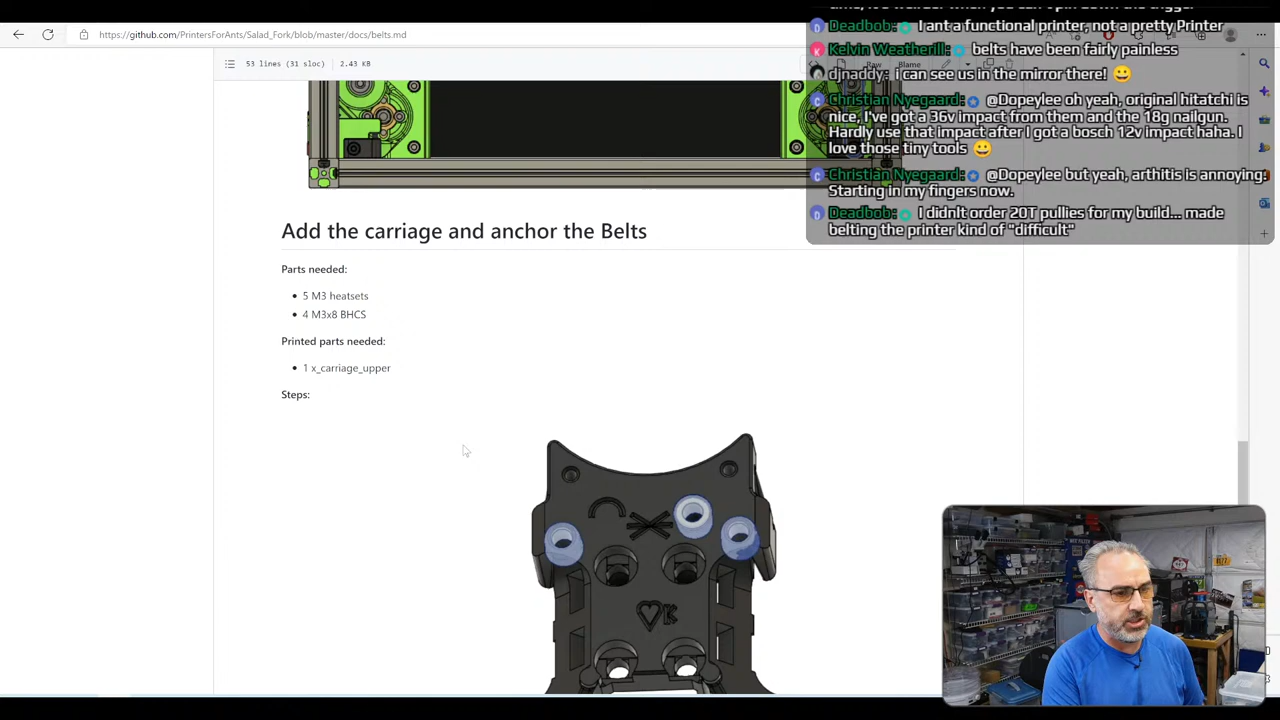 https://github.com/PrintersForAnts/Salad_Fork/blob/master/docs/belts.md
53 lines (31 sloc)
2.43 KB
Raw
Blame
Deadbob: I ant a functional printer, not a pretty Printer
Kelvin Weatherill: belts have been fairly painless
djnaddy: i can see us in the mirror there! 😀
Christian Nyegaard: @Dopeylee oh yeah, original hitatchi is
nice, I've got a 36v impact from them and the 18g nailgun.
Hardly use that impact after I got a bosch 12v impact haha. I
love those tiny tools 😀
Christian Nyegaard: @Dopeylee but yeah, arthitis is annoying.
Starting in my fingers now.
Deadbob: I didnlt order 20T pullies for my build... made
belting the printer kind of "difficult"
Add the carriage and anchor the Belts
Parts needed:
• 5 M3 heatsets
• 4 M3x8 BHCS
Printed parts needed:
• 1 x_carriage_upper
Steps:
♡K